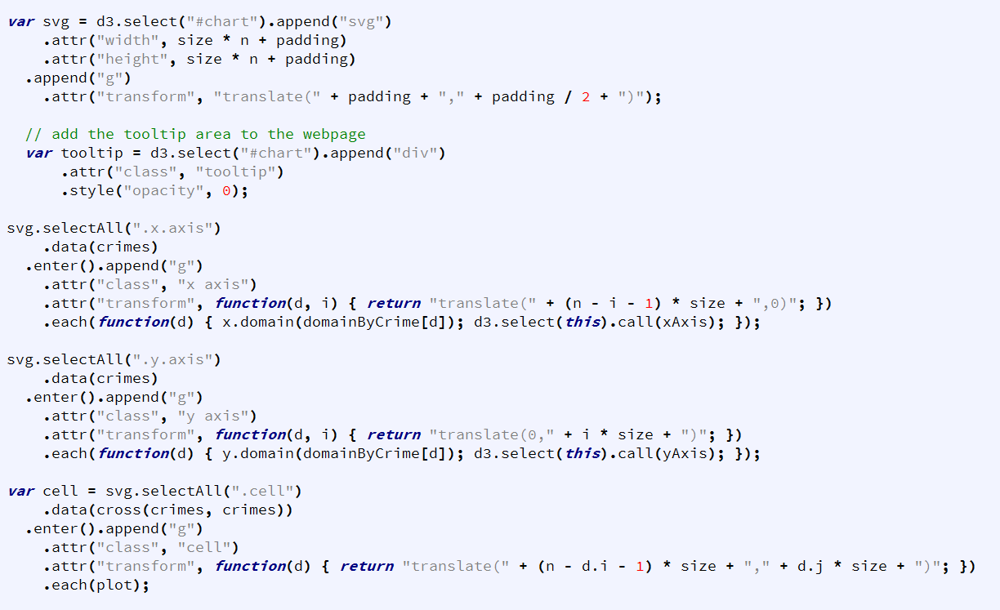 var svg = d3.select("#chart").append("svg")
    .attr("width", size * n + padding)
    .attr("height", size * n + padding)
  .append("g")
    .attr("transform", "translate(" + padding + "," + padding / 2 + ")");

  // add the tooltip area to the webpage
  var tooltip = d3.select("#chart").append("div")
      .attr("class", "tooltip")
      .style("opacity", 0);

svg.selectAll(".x.axis")
    .data(crimes)
  .enter().append("g")
    .attr("class", "x axis")
    .attr("transform", function(d, i) { return "translate(" + (n - i - 1) * size + ",0)"; })
    .each(function(d) { x.domain(domainByCrime[d]); d3.select(this).call(xAxis); });

svg.selectAll(".y.axis")
    .data(crimes)
  .enter().append("g")
    .attr("class", "y axis")
    .attr("transform", function(d, i) { return "translate(0," + i * size + ")"; })
    .each(function(d) { y.domain(domainByCrime[d]); d3.select(this).call(yAxis); });

var cell = svg.selectAll(".cell")
    .data(cross(crimes, crimes))
  .enter().append("g")
    .attr("class", "cell")
    .attr("transform", function(d) { return "translate(" + (n - d.i - 1) * size + "," + d.j * size + ")"; })
    .each(plot);